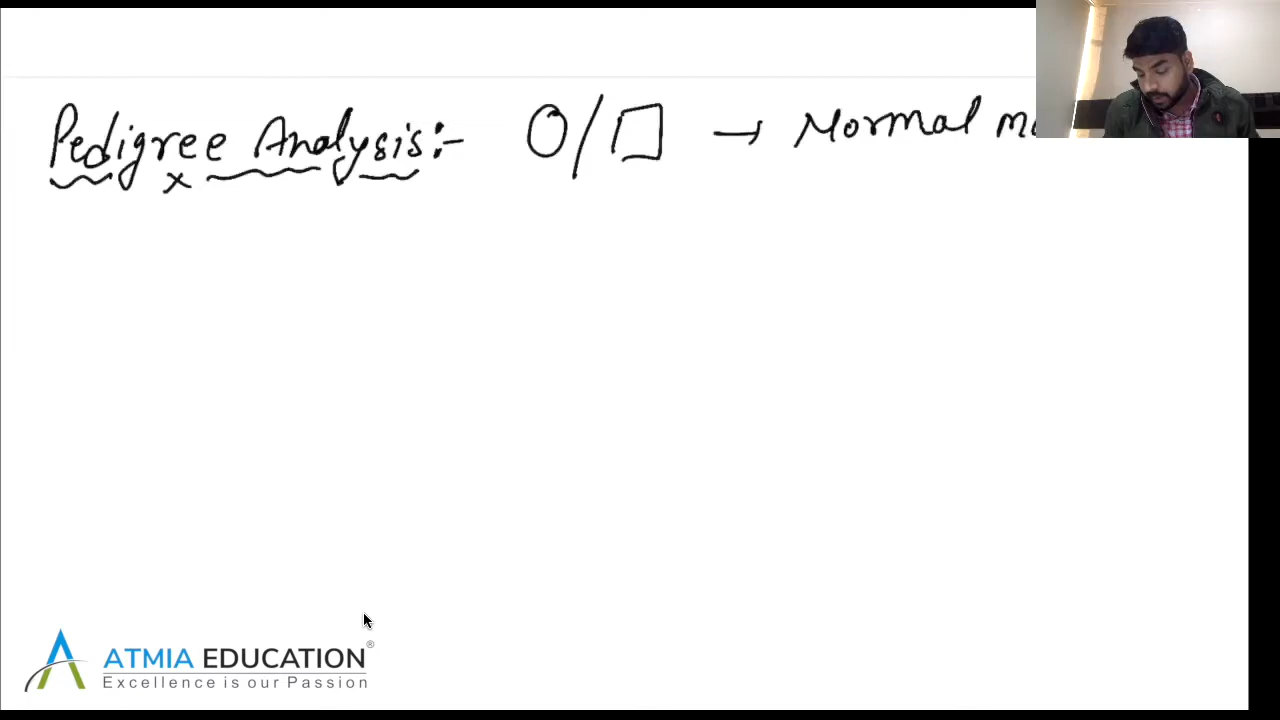 Pedigree Analysis:- O/□ → Normal
ATMIA EDUCATION®
Excellence is our Passion